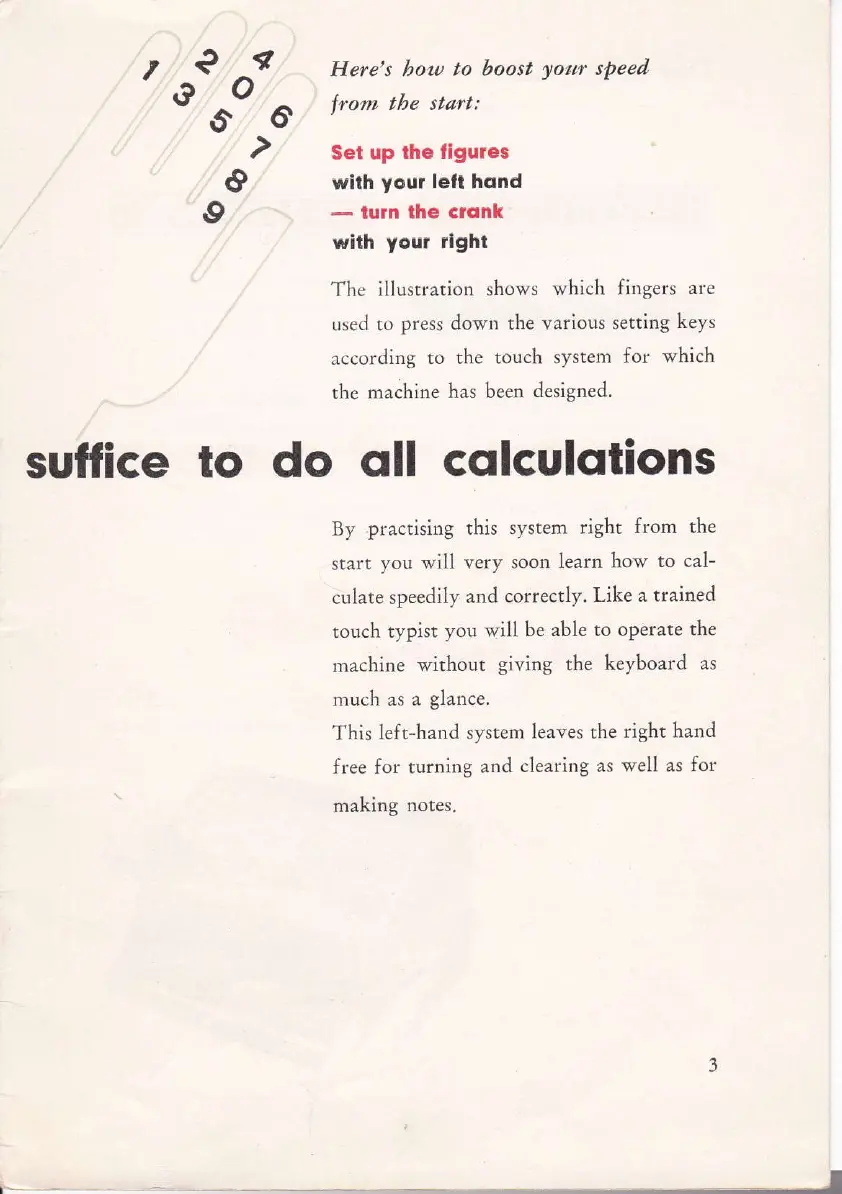 1 2 4
3 0
5 6
7
8
9
Here's how to boost your speed
from the start:
Set up the figures
with your left hand
— turn the crank
with your right
The illustration shows which fingers are
used to press down the various setting keys
according to the touch system for which
the machine has been designed.
suffice to do all calculations
By practising this system right from the
start you will very soon learn how to cal-
culate speedily and correctly. Like a trained
touch typist you will be able to operate the
machine without giving the keyboard as
much as a glance.
This left-hand system leaves the right hand
free for turning and clearing as well as for
making notes.
3